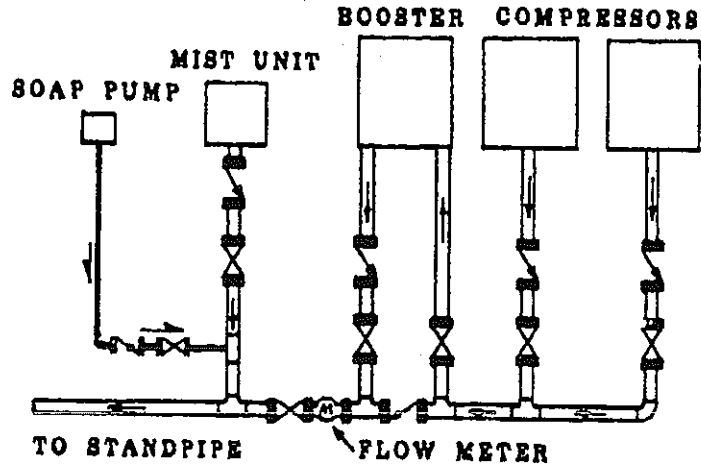 BOOSTER COMPRESSORS
MIST UNIT
SOAP PUMP
M
TO STANDPIPE
FLOW METER